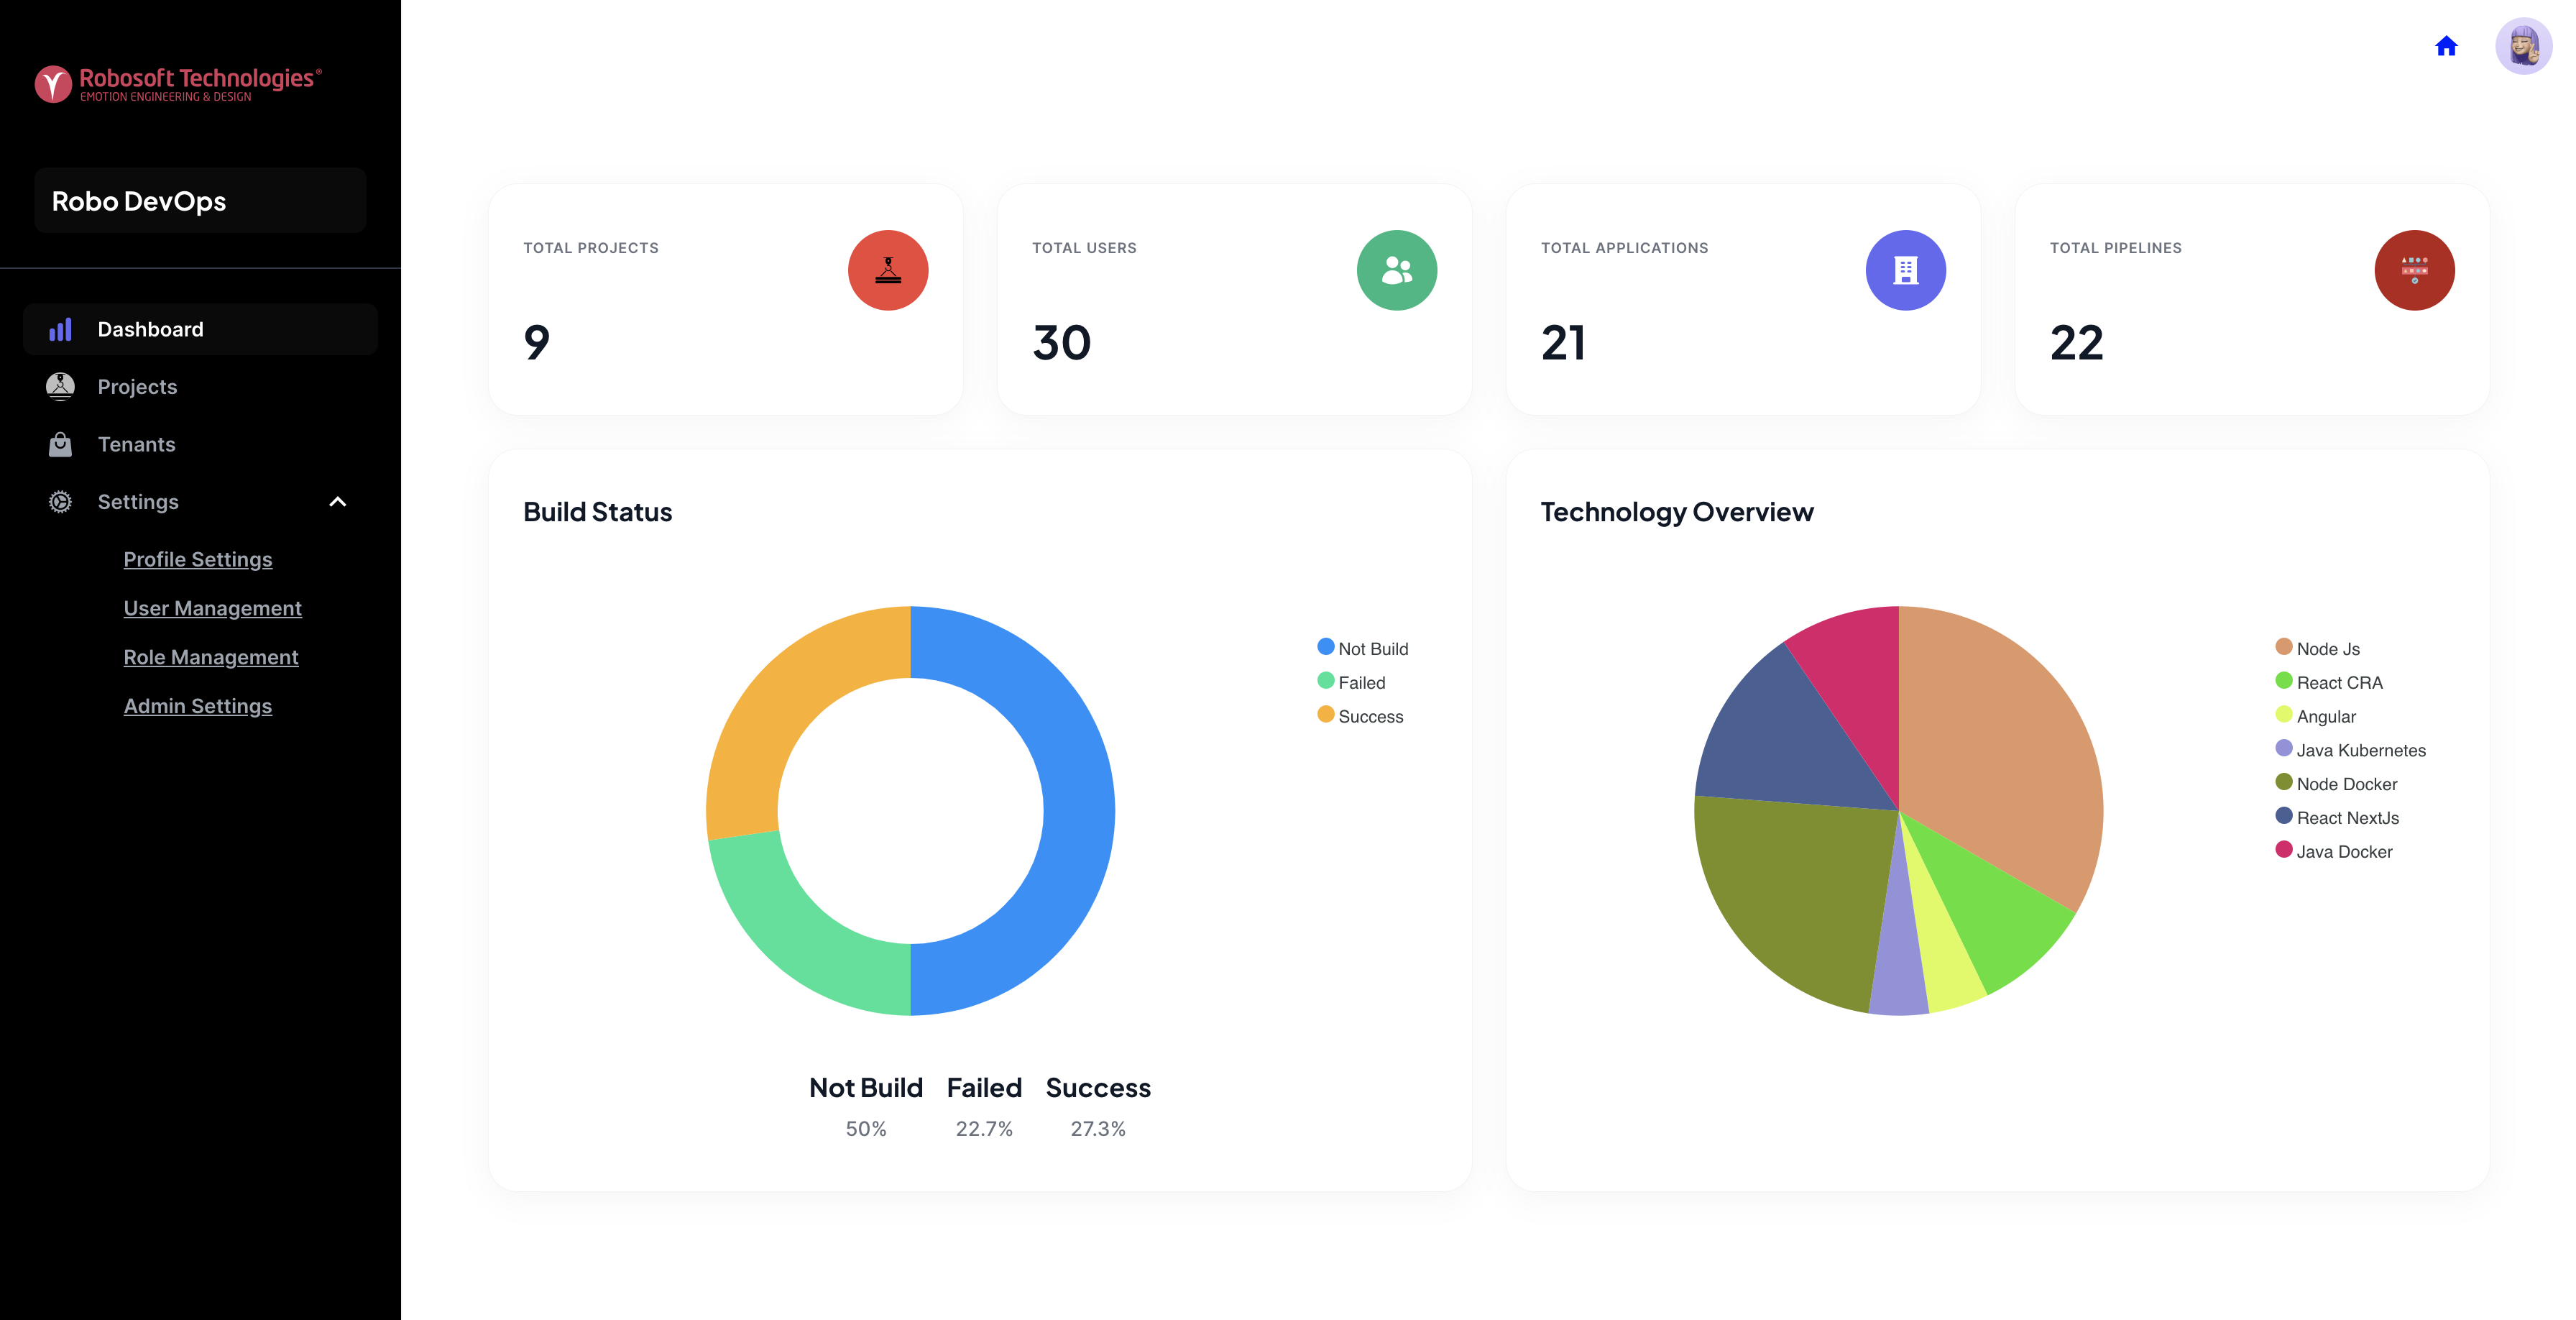 Robosoft Technologies®
EMOTION ENGINEERING & DESIGN
Robo DevOps
Dashboard
Projects
Tenants
Settings
Profile Settings
User Management
Role Management
Admin Settings
TOTAL PROJECTS
9
TOTAL USERS
30
TOTAL APPLICATIONS
21
TOTAL PIPELINES
22
Build Status
Not Build
Failed
Success
Not Build Failed Success
50% 22.7% 27.3%
Technology Overview
Node Js
React CRA
Angular
Java Kubernetes
Node Docker
React NextJs
Java Docker